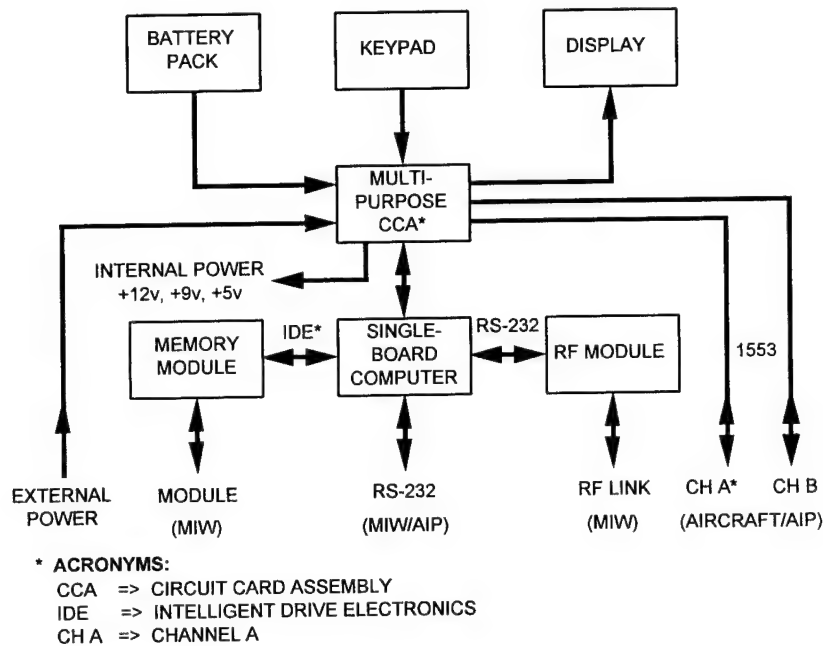 BATTERY
PACK
KEYPAD
DISPLAY
MULTI-
PURPOSE
CCA*
INTERNAL POWER
+12v, +9v, +5v
MEMORY
MODULE
IDE*
SINGLE-
BOARD
COMPUTER
RS-232
RF MODULE
1553
EXTERNAL
POWER
MODULE
(MIW)
RS-232
(MIW/AIP)
RF LINK
(MIW)
CH A*
CH B
(AIRCRAFT/AIP)
* ACRONYMS:
CCA => CIRCUIT CARD ASSEMBLY
IDE => INTELLIGENT DRIVE ELECTRONICS
CH A => CHANNEL A